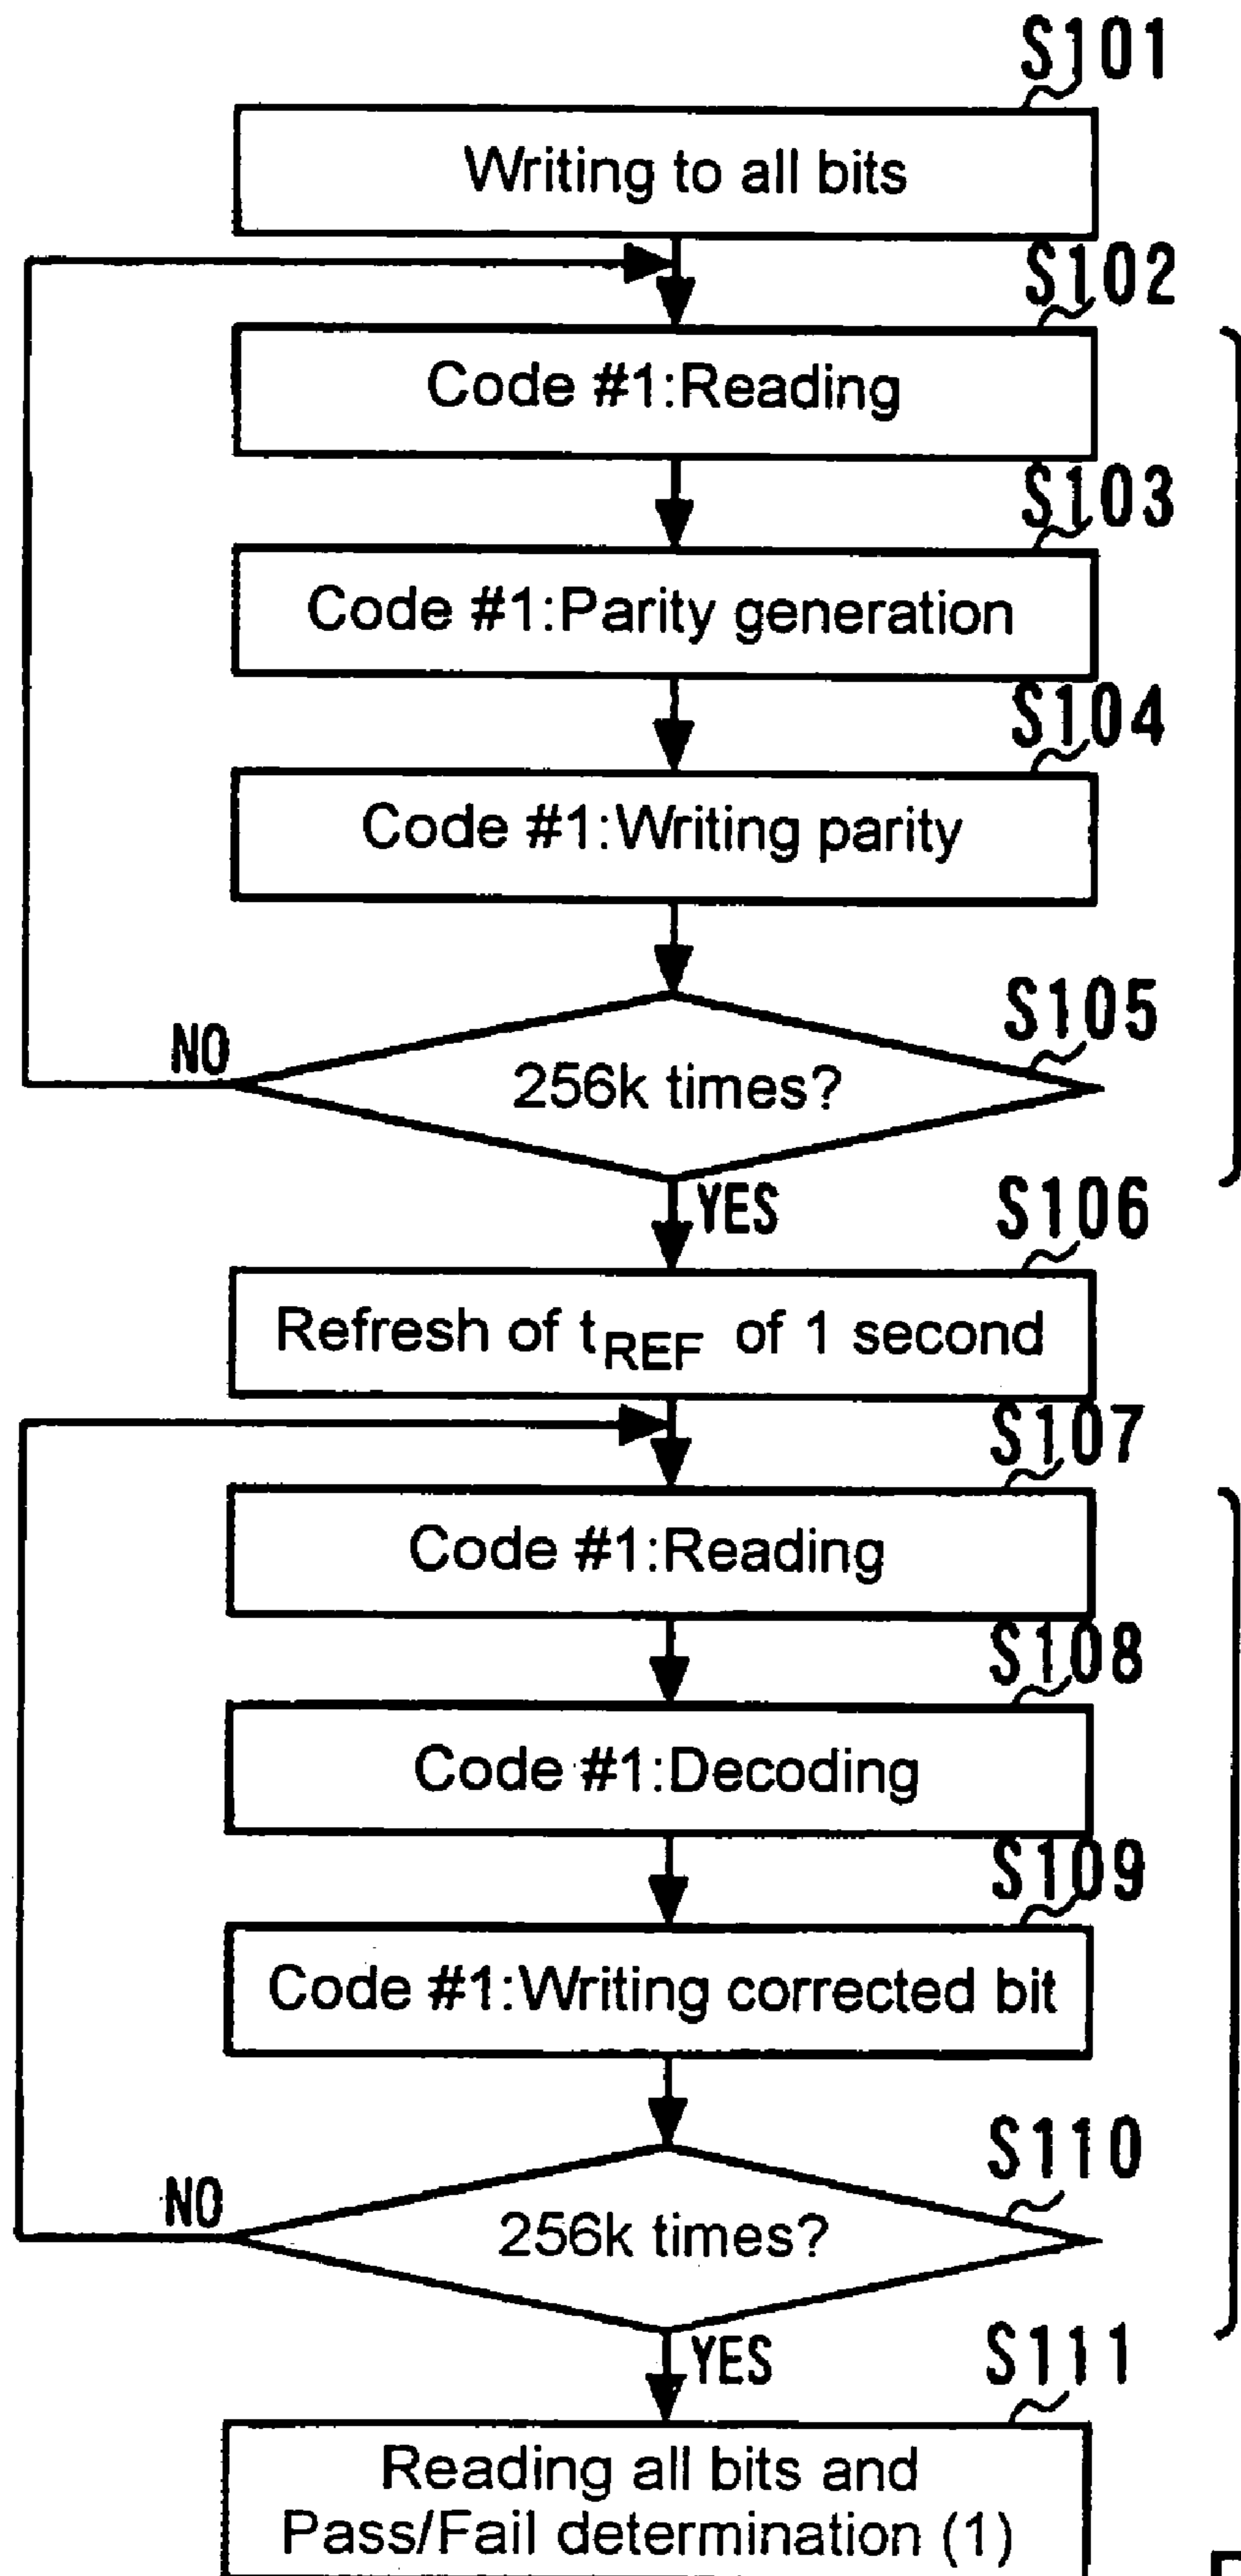 S101
Writing to all bits
S102
Code #1:Reading
S103
Code #1:Parity generation
S104
Code #1:Writing parity
S105
NO
256k times?
YES
S106
Refresh of tREF of 1 second
S107
Code #1:Reading
S108
Code #1:Decoding
S109
Code #1:Writing corrected bit
S110
NO
256k times?
YES
S111
Reading all bits and
Pass/Fail determination (1)